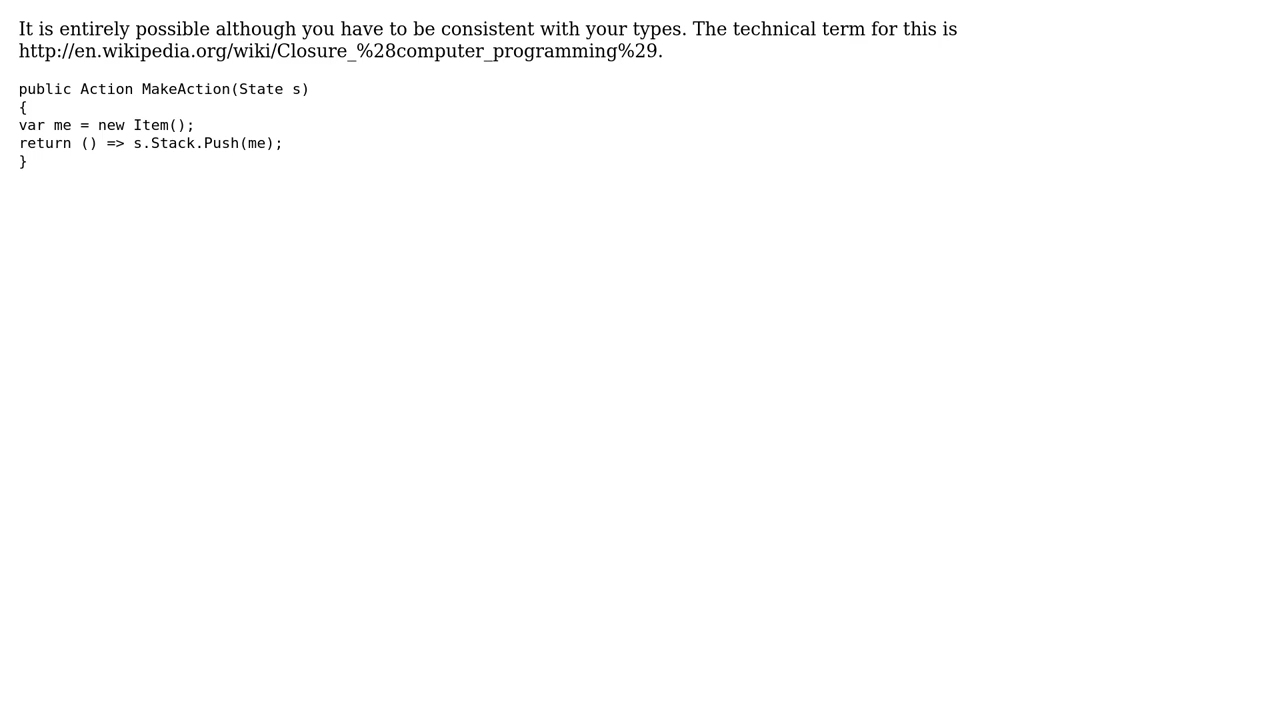 It is entirely possible although you have to be consistent with your types. The technical term for this is
http://en.wikipedia.org/wiki/Closure_%28computer_programming%29.
public Action MakeAction(State s)
{
var me = new Item();
return () => s.Stack.Push(me);
}